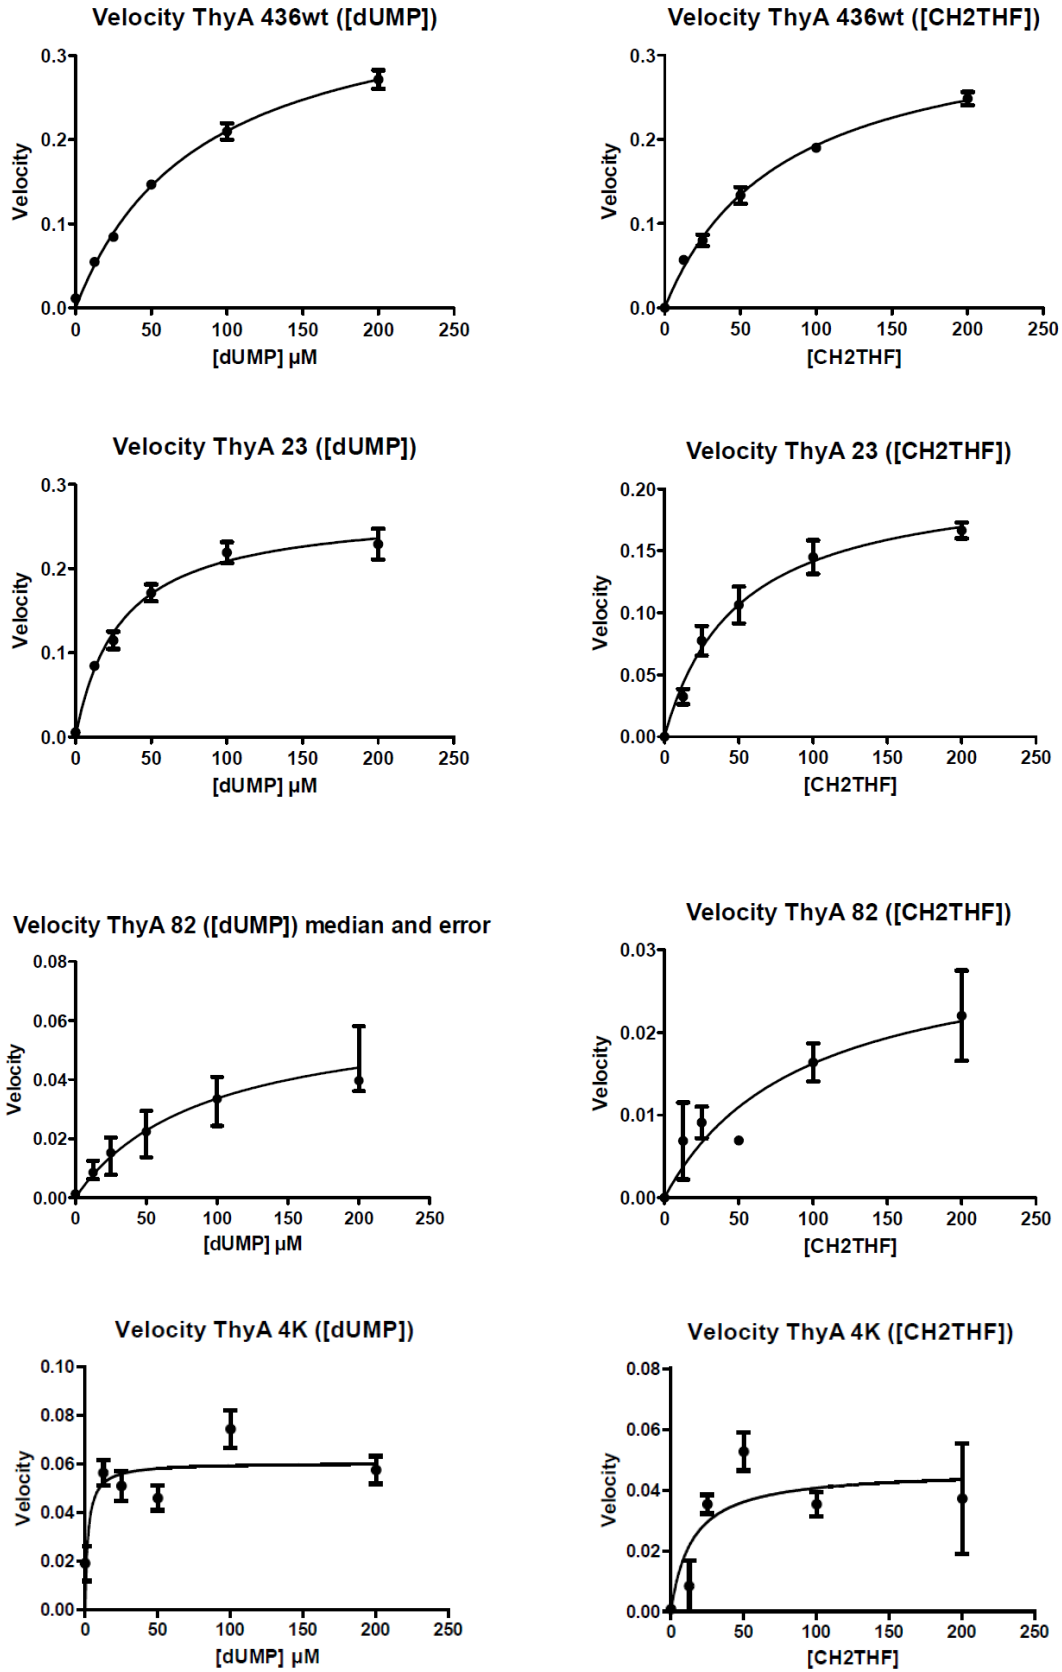 Velocity ThyA 436wt ([dUMP])
0.3
0.2
0.1
0.0
Velocity
0 50 100 150 200 250
[dUMP] µM
Velocity ThyA 436wt ([CH2THF])
0.3
0.2
0.1
0.0
Velocity
0 50 100 150 200 250
[CH2THF]
Velocity ThyA 23 ([dUMP])
0.3
0.2
0.1
0.0
Velocity
0 50 100 150 200 250
[dUMP] µM
Velocity ThyA 23 ([CH2THF])
0.20
0.15
0.10
0.05
0.00
Velocity
0 50 100 150 200 250
[CH2THF]
Velocity ThyA 82 ([dUMP]) median and error
0.08
0.06
0.04
0.02
0.00
Velocity
0 50 100 150 200 250
[dUMP] µM
Velocity ThyA 82 ([CH2THF])
0.03
0.02
0.01
0.00
Velocity
0 50 100 150 200 250
[CH2THF]
Velocity ThyA 4K ([dUMP])
0.10
0.08
0.06
0.04
0.02
0.00
Velocity
0 50 100 150 200 250
[dUMP] µM
Velocity ThyA 4K ([CH2THF])
0.08
0.06
0.04
0.02
0.00
Velocity
0 50 100 150 200 250
[CH2THF]